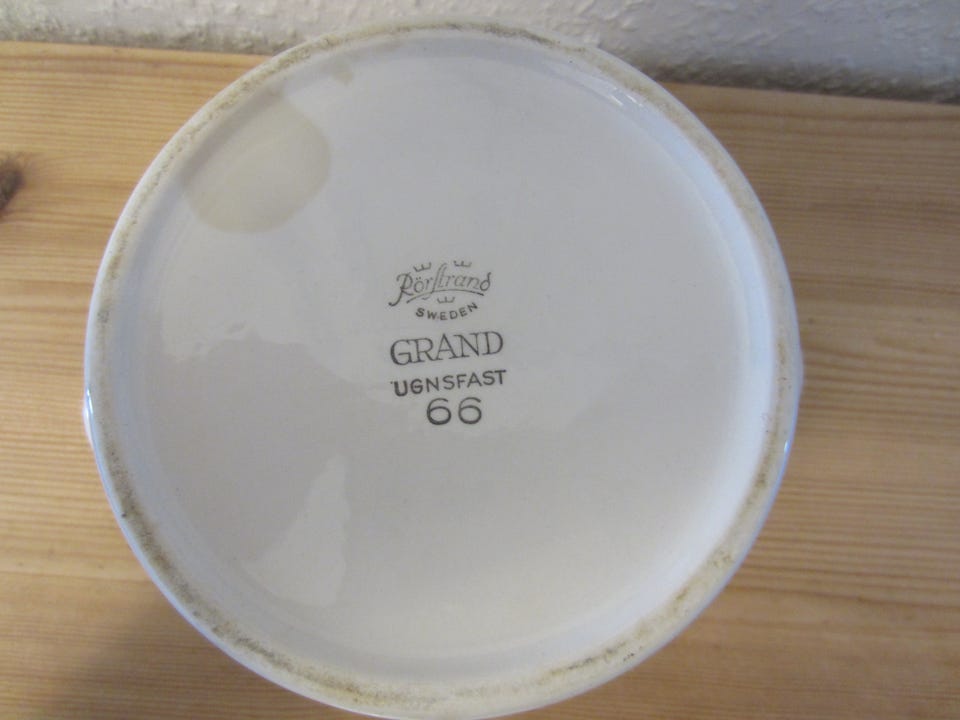 Rörstrand
SWEDEN
GRAND
UGNSFAST
66